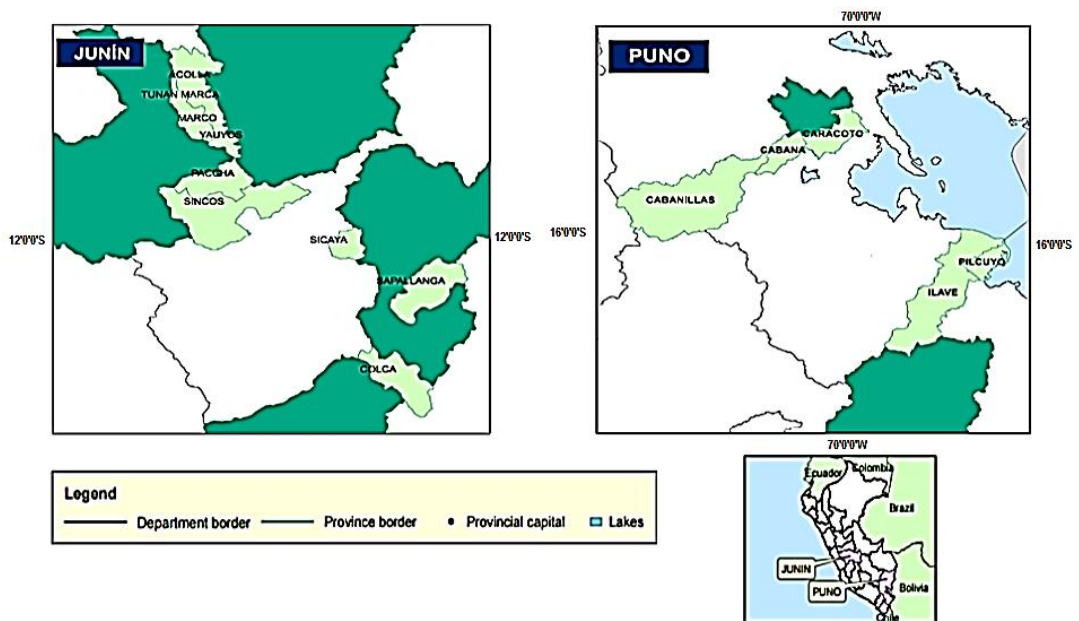 JUNÍN
ACOLLA
TUNAN MARCA
MARCO
YAUYOS
PACCHA
SINCOS
SICAYA
SAPALLANGA
COLCA
12°0'0"S
12°0'0"S
70°0'0"W
PUNO
CARACOTO
CABANA
CABANILLAS
PILCUYO
ILAVE
16°0'0"S
16°0'0"S
70°0'0"W
Legend
Department border
Province border
Provincial capital
Lakes
Ecuador
Colombia
Brazil
JUNIN
PUNO
Bolivia
Chile